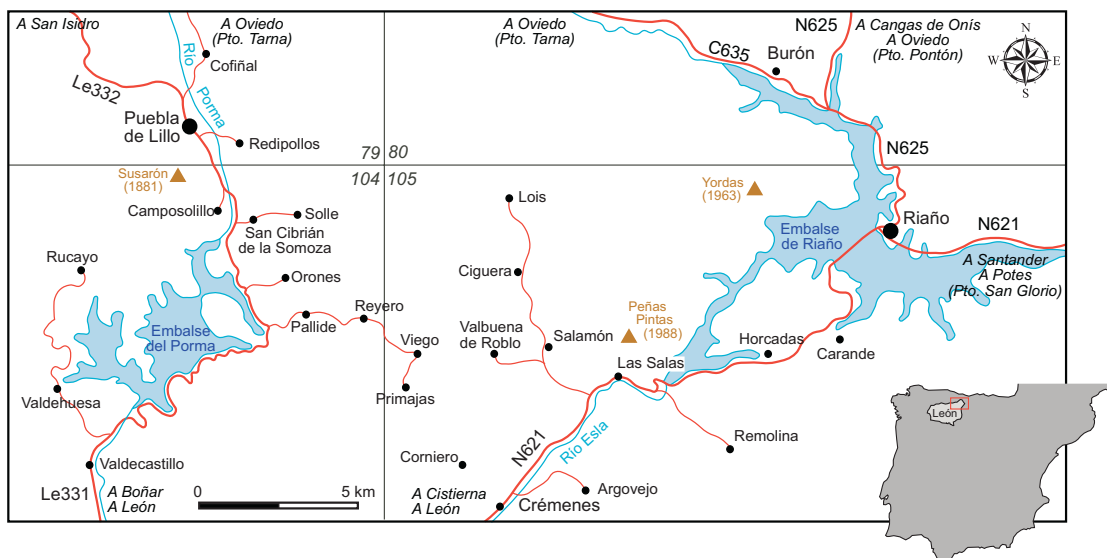 A San Isidro
A Oviedo
(Pto. Tarna)
A Oviedo
(Pto. Tarna)
N625
A Cangas de Onís
A Oviedo
(Pto. Pontón)
Río
Porma
Cofiñal
C635
Burón
N
W E
S
Le332
Puebla
de Lillo
Redipollos
N625
79 80
104 105
Susarón
(1881)
Yordas
(1963)
Lois
Camposolillo
Solle
San Cibrián
de la Somoza
Embalse
de Riaño
Riaño
N621
Rucayo
Orones
Ciguera
A Santander
A Potes
(Pto. San Glorio)
Reyero
Pallide
Embalse
del Porma
Viego
Valbuena
de Roblo
Salamón
Peñas
Pintas
(1988)
Horcadas
Carande
Las Salas
Valdehuesa
Primajas
León
Remolina
Río Esla
N621
Valdecastillo
Corniero
Argovejo
Le331
A Boñar
A León
0 5 km
A Cistierna
A León
Crémenes